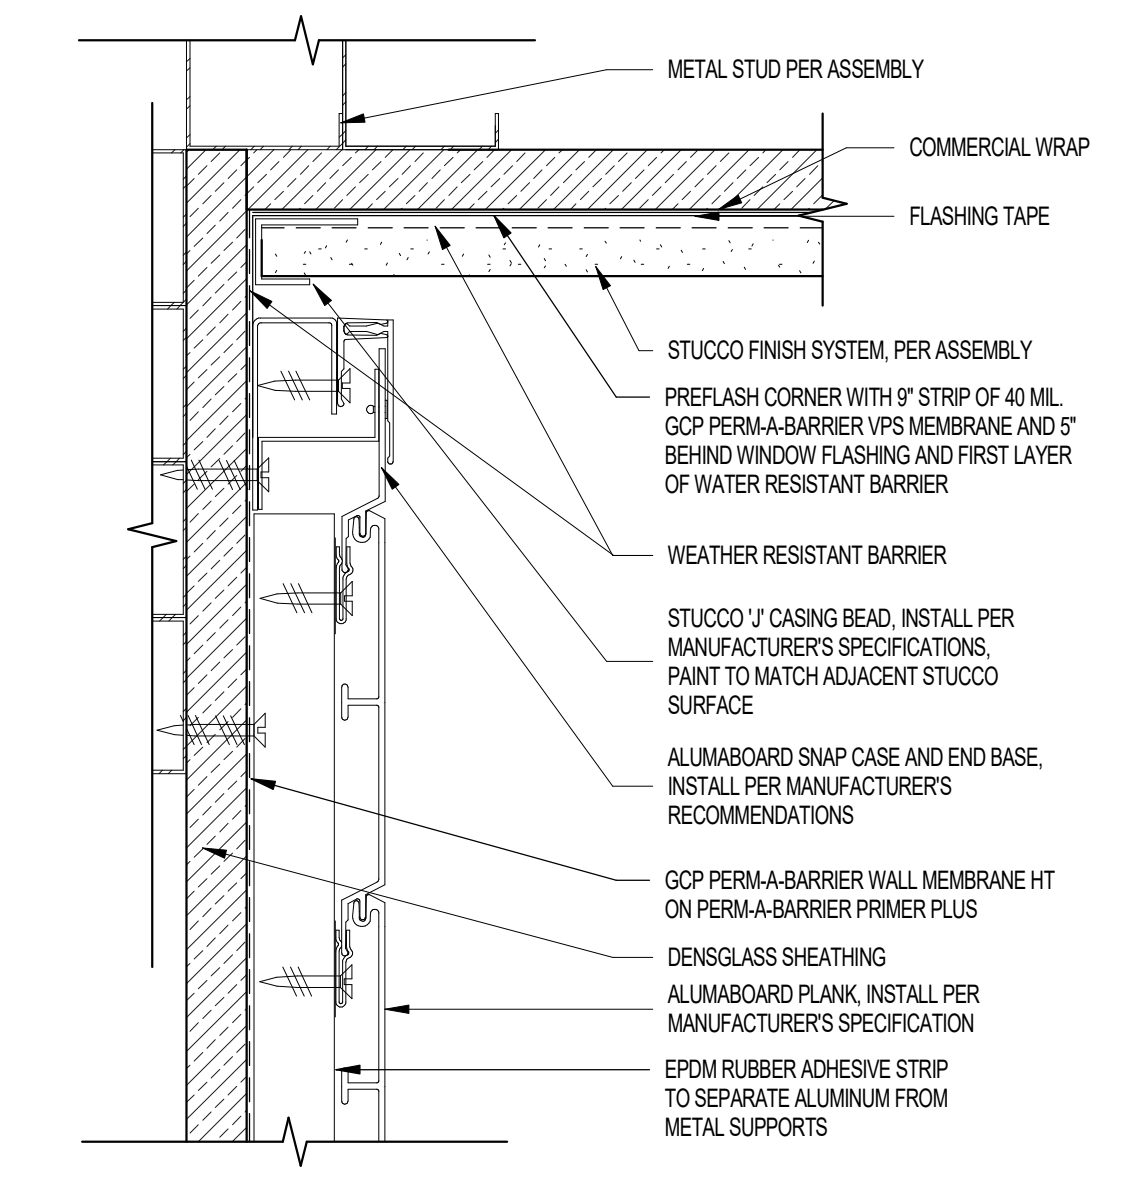 METAL STUD PER ASSEMBLY
COMMERCIAL WRAP
FLASHING TAPE
STUCCO FINISH SYSTEM, PER ASSEMBLY
PREFLASH CORNER WITH 9" STRIP OF 40 MIL.
GCP PERM-A-BARRIER VPS MEMBRANE AND 5"
BEHIND WINDOW FLASHING AND FIRST LAYER
OF WATER RESISTANT BARRIER
WEATHER RESISTANT BARRIER
STUCCO 'J' CASING BEAD, INSTALL PER
MANUFACTURER'S SPECIFICATIONS,
PAINT TO MATCH ADJACENT STUCCO
SURFACE
ALUMABOARD SNAP CASE AND END BASE,
INSTALL PER MANUFACTURER'S
RECOMMENDATIONS
GCP PERM-A-BARRIER WALL MEMBRANE HT
ON PERM-A-BARRIER PRIMER PLUS
DENSGLASS SHEATHING
ALUMABOARD PLANK, INSTALL PER
MANUFACTURER'S SPECIFICATION
EPDM RUBBER ADHESIVE STRIP
TO SEPARATE ALUMINUM FROM
METAL SUPPORTS